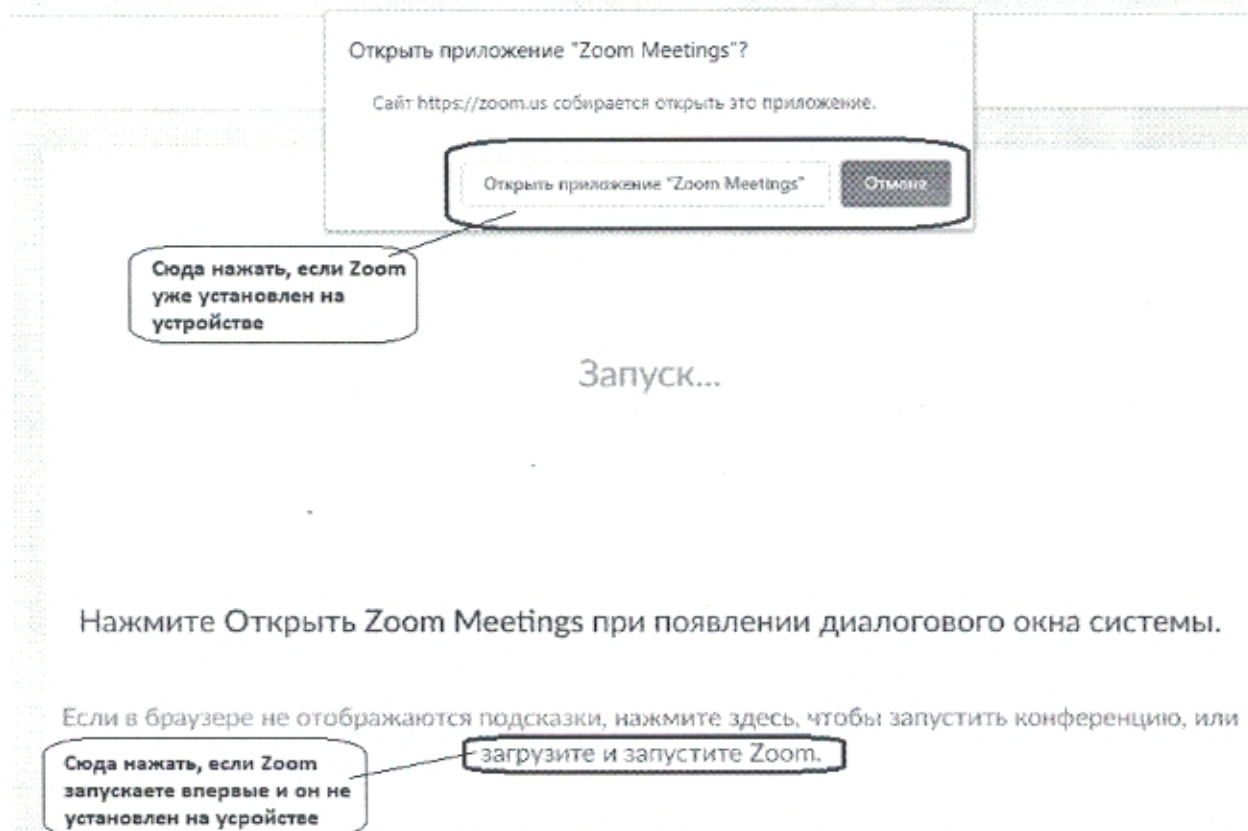 Открыть приложение "Zoom Meetings"?
Сайт https://zoom.us собирается открыть это приложение.
Открыть приложение "Zoom Meetings"
Отмена
Сюда нажать, если Zoom
уже установлен на
устройстве
Запуск...
Нажмите Открыть Zoom Meetings при появлении диалогового окна системы.
Если в браузере не отображаются подсказки, нажмите здесь, чтобы запустить конференцию, или
загрузите и запустите Zoom.
Сюда нажать, если Zoom
запускаете впервые и он не
установлен на усройстве